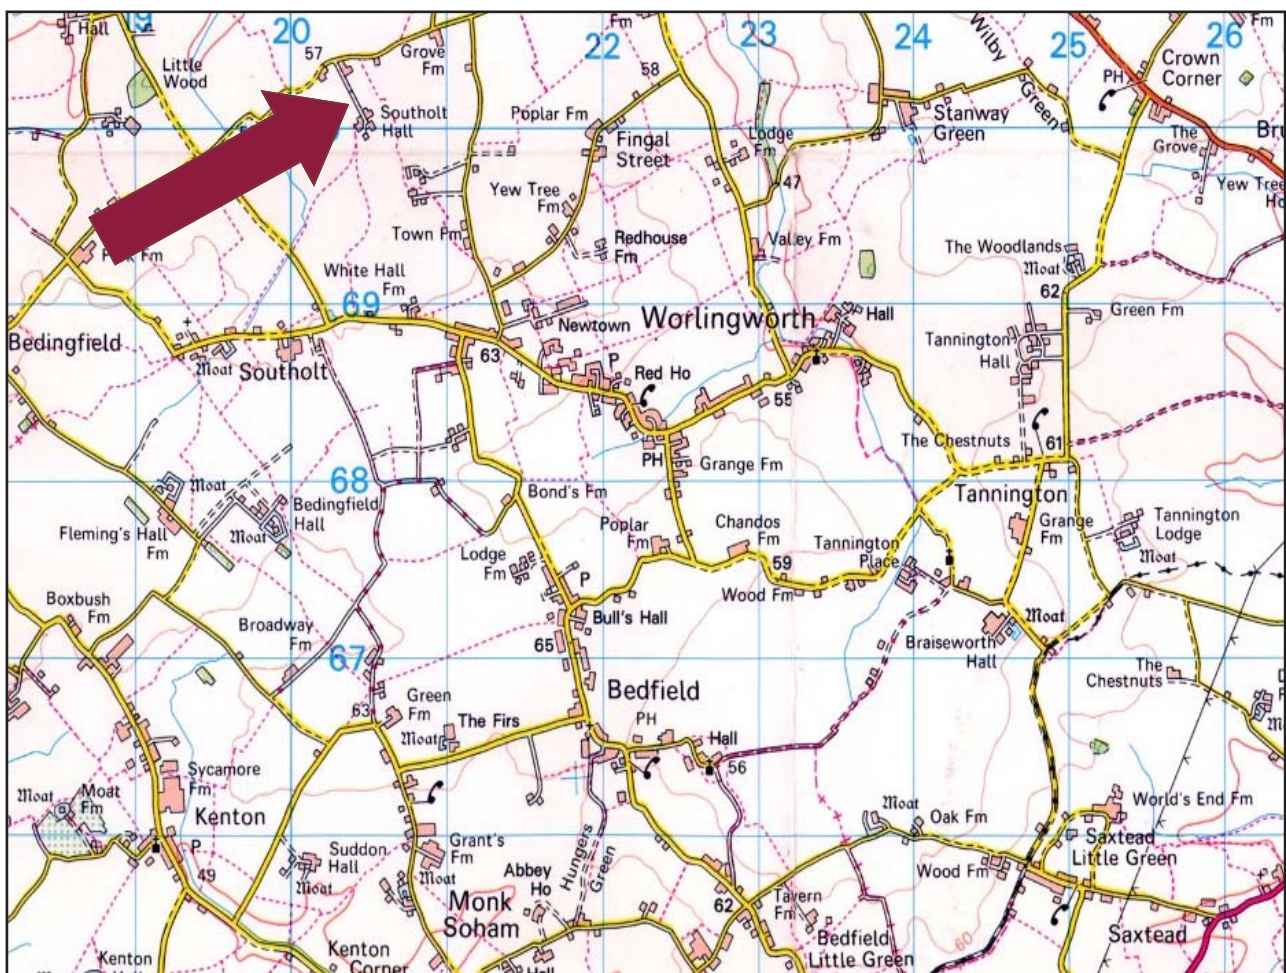 Hall
19
20
22
23
24
25
26
Fm
Fm
57
Grove
Fm
Little
Wood
58
Wilby
Green
PH
Crown
Corner
Southolt
Hall
Poplar Fm
Fingal
Street
Lodge
Fm
Stanway
Green
The
Grove
47
Yew Tree
Fm
Yew Tree
Town Fm
Redhouse
Fm
Valley Fm
The Woodlands
Moat
White Hall
Fm
62
69
Newtown
Worlingworth
Hall
Green Fm
Bedingfield
Moat
Southolt
63
P
Red Ho
Tannington
Hall
55
The Chestnuts
61
PH
Grange Fm
68
Moat
Bond's Fm
Tannington
Bedingfield
Hall
Moat
Fleming's Hall
Fm
Poplar
Fm
Chandos
Fm
Grange
Fm
Tannington
Lodge
Moat
Lodge
Fm
P
59
Tannington
Place
Wood Fm
Boxbush
Fm
Bull's Hall
Moat
Broadway
Fm
65
Braiseworth
Hall
67
The
Chestnuts
Bedfield
63
Green
Fm
Moat
The Firs
PH
Hall
56
Sycamore
Fm
Moat
Moat
Fm
Kenton
Moat
Oak Fm
World's End Fm
P
Suddon
Hall
Moat
Grant's
Fm
Moat
Hungers
Green
Saxtead
Little Green
Wood Fm
49
Abbey
Ho
Monk
Soham
62
Tavern
Fm
60
Saxtead
Bedfield
Little Green
Kenton
Corner
Kenton
Hall